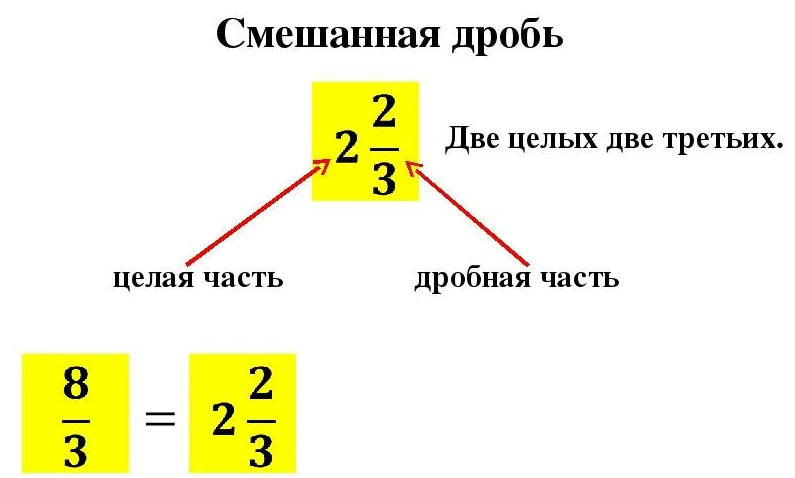 Смешанная дробь
2 2/3 Две целых две третьих.
целая часть дробная часть
8/3 = 2 2/3